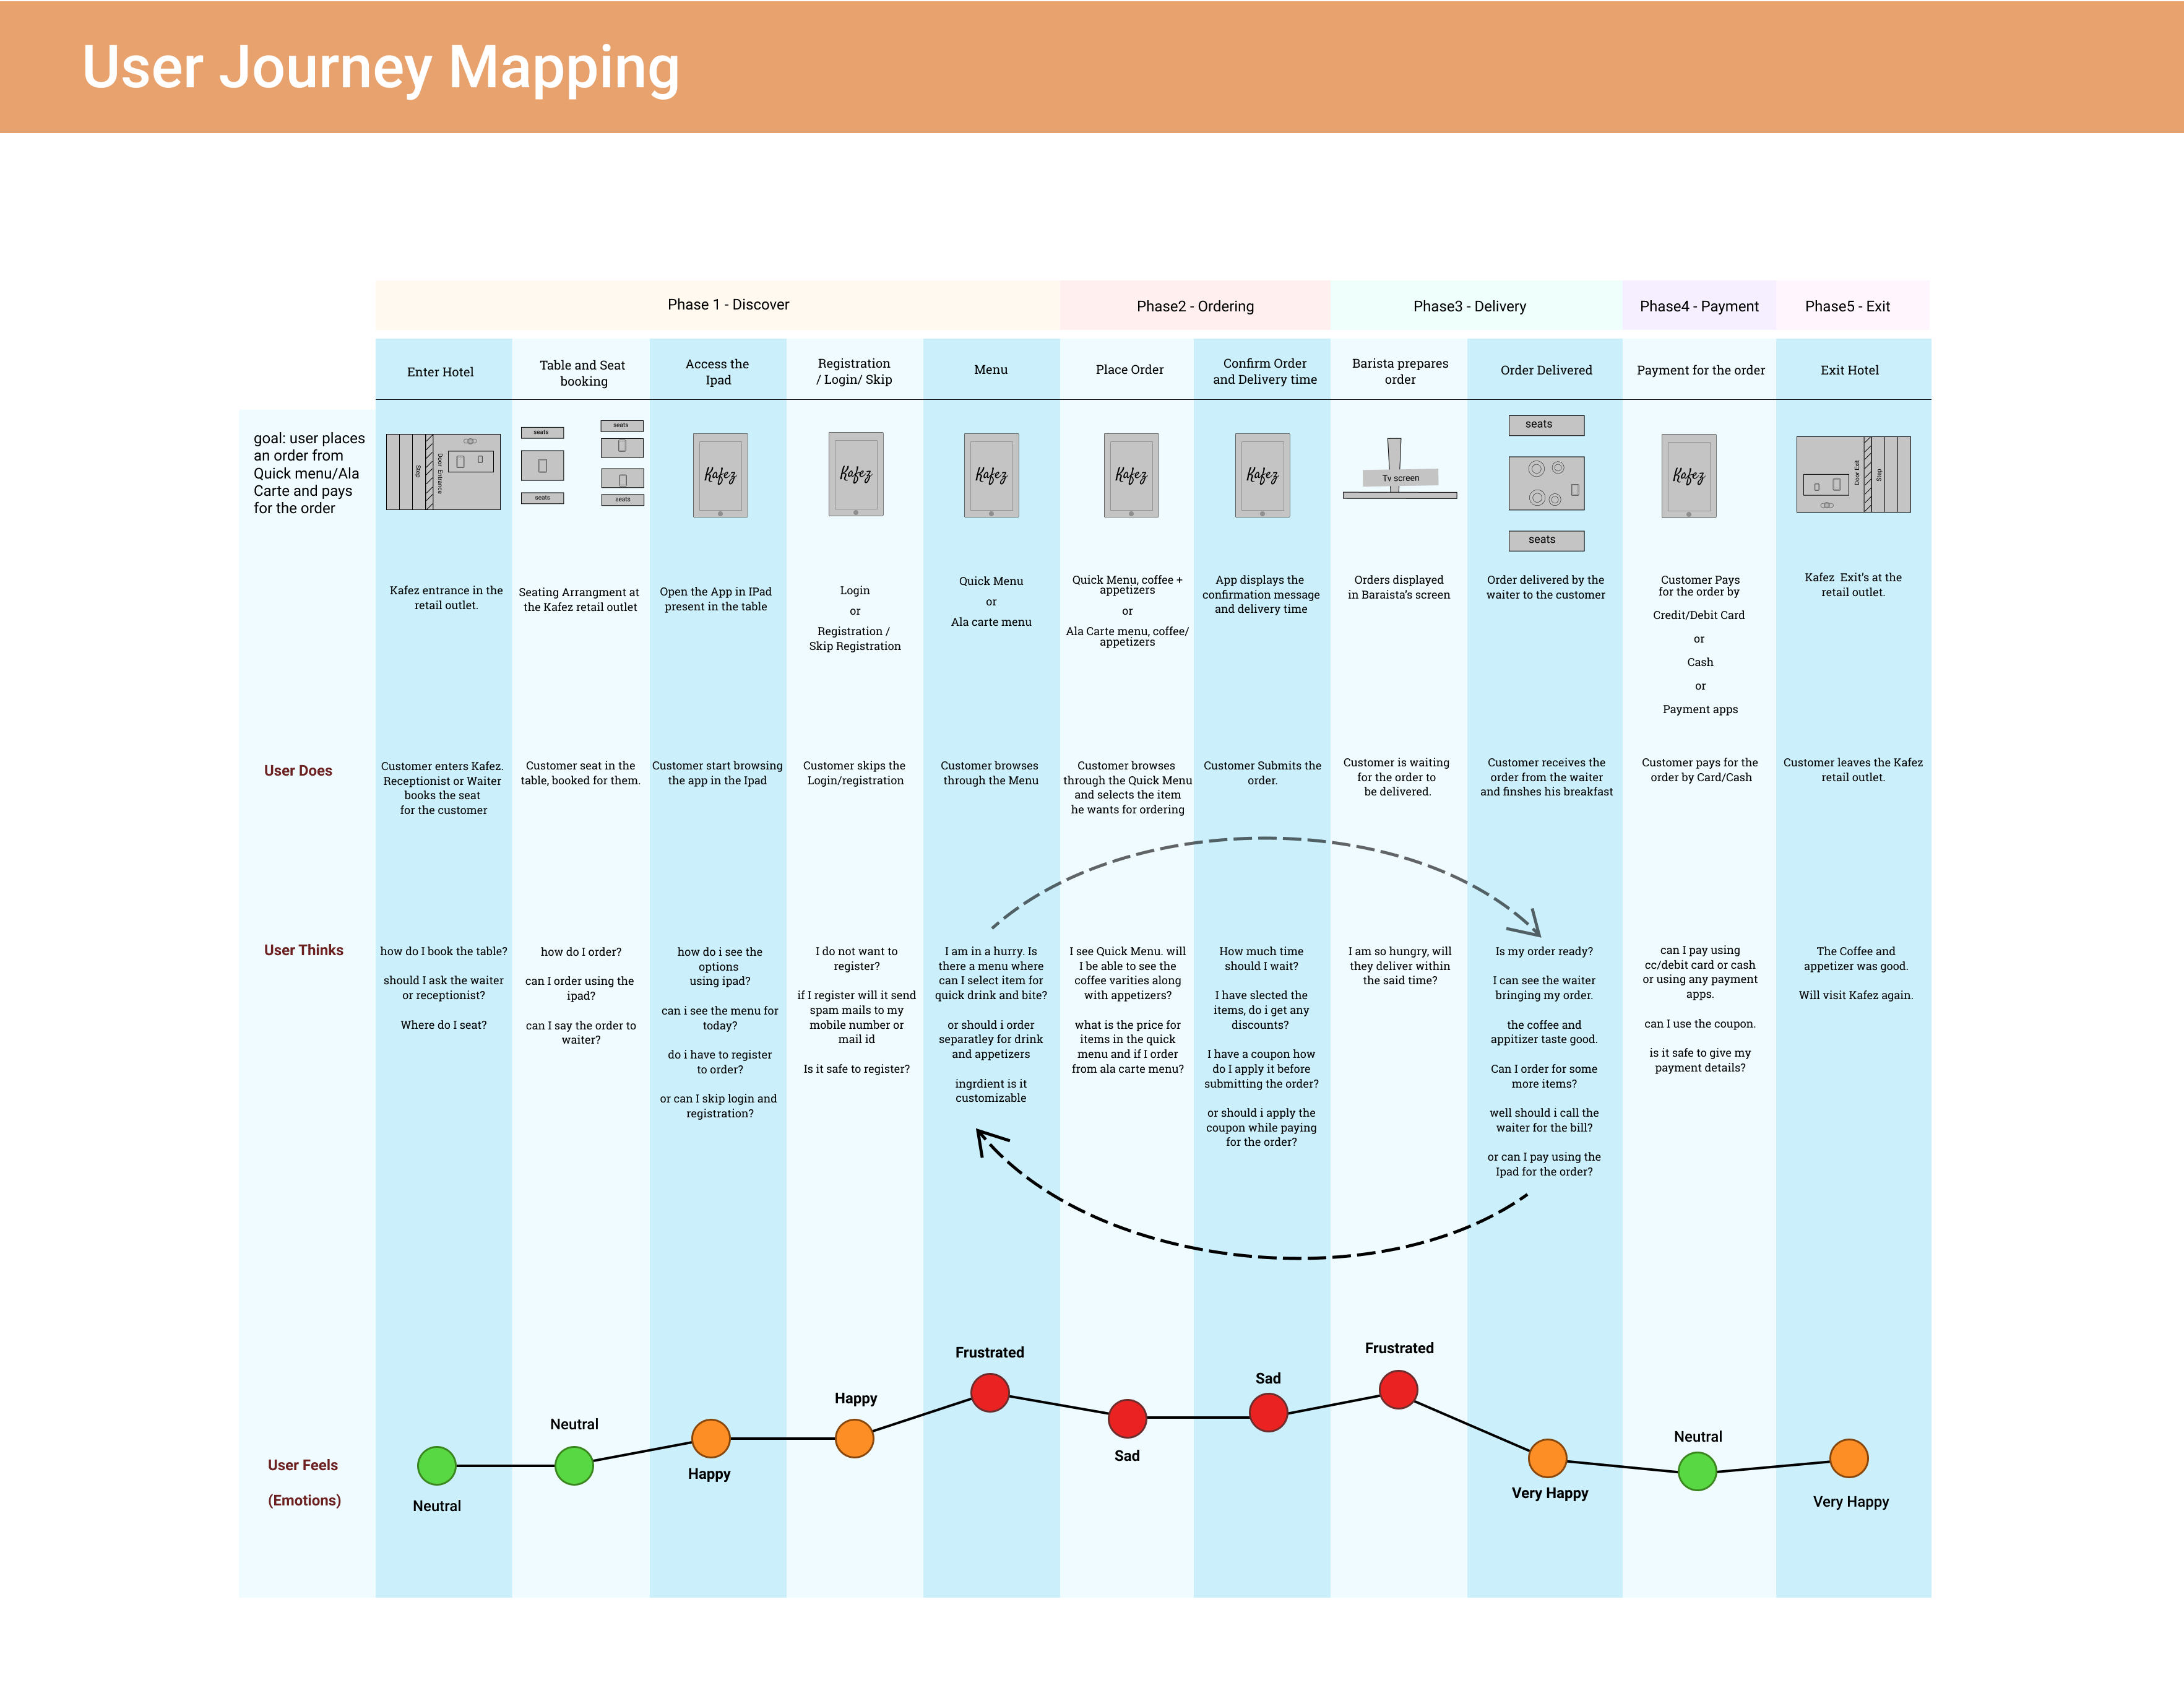 User Journey Mapping
Phase 1 - Discover
Phase2 - Ordering
Phase3 - Delivery
Phase4 - Payment
Phase5 - Exit
Enter Hotel
Table and Seat
booking
Access the
Ipad
Registration
/ Login/ Skip
Menu
Place Order
Confirm Order
and Delivery time
Barista prepares
order
Order Delivered
Payment for the order
Exit Hotel
goal: user places
an order from
Quick menu/Ala
Carte and pays
for the order
Step
Door Entrance
seats
seats
seats
seats
Kafez
Kafez
Kafez
Kafez
Kafez
Tv screen
seats
seats
Kafez
Door Exit
Step
Kafez entrance in the
retail outlet.
Seating Arrangment at
the Kafez retail outlet
Open the App in IPad
present in the table
Login
or
Registration /
Skip Registration
Quick Menu
or
Ala carte menu
Quick Menu, coffee +
appetizers
or
Ala Carte menu, coffee/
appetizers
App displays the
confirmation message
and delivery time
Orders displayed
in Baraista's screen
Order delivered by the
waiter to the customer
Customer Pays
for the order by
Credit/Debit Card
or
Cash
or
Payment apps
Kafez Exit's at the
retail outlet.
User Does
Customer enters Kafez.
Receptionist or Waiter
books the seat
for the customer
Customer seat in the
table, booked for them.
Customer start browsing
the app in the Ipad
Customer skips the
Login/registration
Customer browses
through the Menu
Customer browses
through the Quick Menu
and selects the item
he wants for ordering
Customer Submits the
order.
Customer is waiting
for the order to
be delivered.
Customer receives the
order from the waiter
and finshes his breakfast
Customer pays for the
order by Card/Cash
Customer leaves the Kafez
retail outlet.
User Thinks
how do I book the table?
should I ask the waiter
or receptionist?
Where do I seat?
how do I order?
can I order using the
ipad?
can I say the order to
waiter?
how do i see the
options
using ipad?
can i see the menu for
today?
do i have to register
to order?
or can I skip login and
registration?
I do not want to
register?
if I register will it send
spam mails to my
mobile number or
mail id
Is it safe to register?
I am in a hurry. Is
there a menu where
can I select item for
quick drink and bite?
or should i order
separatley for drink
and appetizers
ingrdient is it
customizable
I see Quick Menu. will
I be able to see the
coffee varities along
with appetizers?
what is the price for
items in the quick
menu and if I order
from ala carte menu?
How much time
should I wait?
I have slected the
items, do i get any
discounts?
I have a coupon how
do I apply it before
submitting the order?
or should i apply the
coupon while paying
for the order?
I am so hungry, will
they deliver within
the said time?
Is my order ready?
I can see the waiter
bringing my order.
the coffee and
appitizer taste good.
Can I order for some
more items?
well should i call the
waiter for the bill?
or can I pay using the
Ipad for the order?
can I pay using
cc/debit card or cash
or using any payment
apps.
can I use the coupon.
is it safe to give my
payment details?
The Coffee and
appetizer was good.
Will visit Kafez again.
User Feels
(Emotions)
Neutral
Neutral
Happy
Happy
Frustrated
Sad
Sad
Frustrated
Very Happy
Neutral
Very Happy